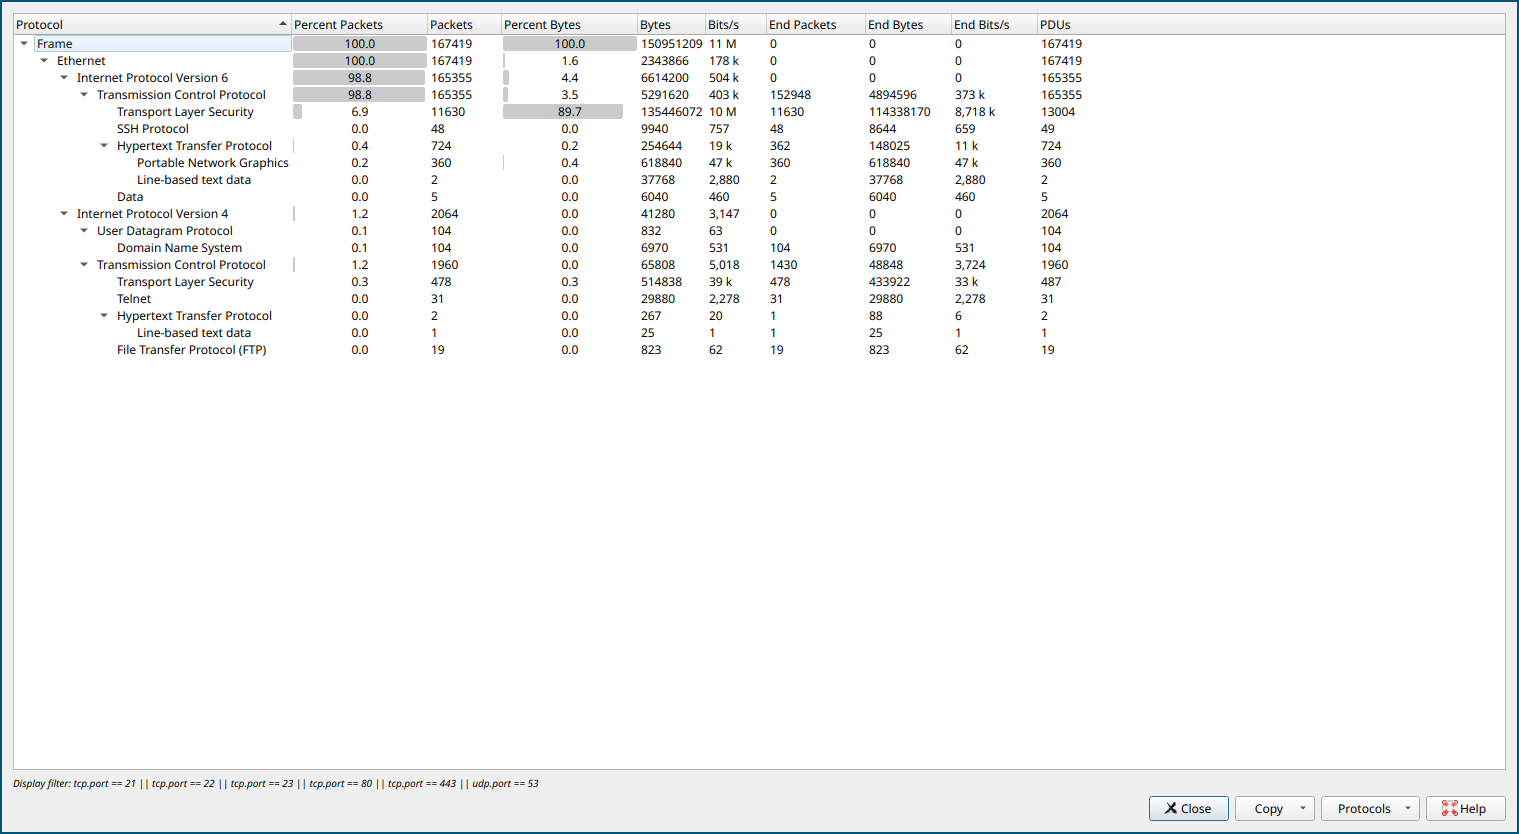 Protocol Percent Packets Packets Percent Bytes Bytes Bits/s End Packets End Bytes End Bits/s PDUs
Frame 100.0 167419 100.0 150951209 11 M 0 0 0 167419
Ethernet 100.0 167419 1.6 2343866 178 k 0 0 0 167419
Internet Protocol Version 6 98.8 165355 4.4 6614200 504 k 0 0 0 165355
Transmission Control Protocol 98.8 165355 3.5 5291620 403 k 152948 4894596 373 k 165355
Transport Layer Security 6.9 11630 89.7 135446072 10 M 11630 114338170 8,718 k 13004
SSH Protocol 0.0 48 0.0 9940 757 48 8644 659 49
Hypertext Transfer Protocol 0.4 724 0.2 254644 19 k 362 148025 11 k 724
Portable Network Graphics 0.2 360 0.4 618840 47 k 360 618840 47 k 360
Line-based text data 0.0 2 0.0 37768 2,880 2 37768 2,880 2
Data 0.0 5 0.0 6040 460 5 6040 460 5
Internet Protocol Version 4 1.2 2064 0.0 41280 3,147 0 0 0 2064
User Datagram Protocol 0.1 104 0.0 832 63 0 0 0 104
Domain Name System 0.1 104 0.0 6970 531 104 6970 531 104
Transmission Control Protocol 1.2 1960 0.0 65808 5,018 1430 48848 3,724 1960
Transport Layer Security 0.3 478 0.3 514838 39 k 478 433922 33 k 487
Telnet 0.0 31 0.0 29880 2,278 31 29880 2,278 31
Hypertext Transfer Protocol 0.0 2 0.0 267 20 1 88 6 2
Line-based text data 0.0 1 0.0 25 1 1 25 1 1
File Transfer Protocol (FTP) 0.0 19 0.0 823 62 19 823 62 19
Display filter: tcp.port == 21 || tcp.port == 22 || tcp.port == 23 || tcp.port == 80 || tcp.port == 443 || udp.port == 53
Close Copy Protocols Help